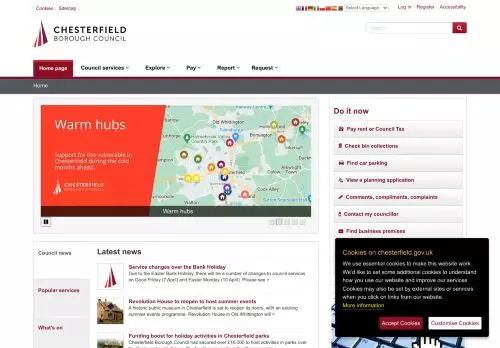 Cookies | Sitemap
Select Language
Log in Register Accessibility
CHESTERFIELD
BOROUGH COUNCIL
Search
Home page Council services Explore Pay Report Request
Home
Warm hubs
Support for the vulnerable in
Chesterfield during the cold
months ahead.
CHESTERFIELD
BOROUGH COUNCIL
Old Whittington
Brimington
Calow
Arkwright
Town
Cock Alley
Walton
Warm hubs
Do it now
Pay rent or Council Tax
Check bin collections
Find car parking
View a planning application
Comments, compliments, complaints
Contact my councillor
Find business premises
Council news
Popular services
What's on
Latest news
Service changes over the Bank Holiday
Due to the Easter Bank Holiday, there will be a number of changes to council services
on Good Friday (7 April) and Easter Monday (10 April). Please see >
Revolution House to reopen to host summer events
A historic public museum in Chesterfield is set to reopen its doors, with an exciting
summer events programme. Revolution House in Old Whittington will >
Funding boost for holiday activities in Chesterfield parks
Chesterfield Borough Council has secured over £16,000 to host activities in parks over
Cookies on chesterfield.gov.uk
We use essential cookies to make this website work.
We'd like to set some additional cookies to understand
how you use our website and improve our services
Cookies may also be set by external sites or services
when you click on links from our website.
More information
Accept Cookies Customise Cookies